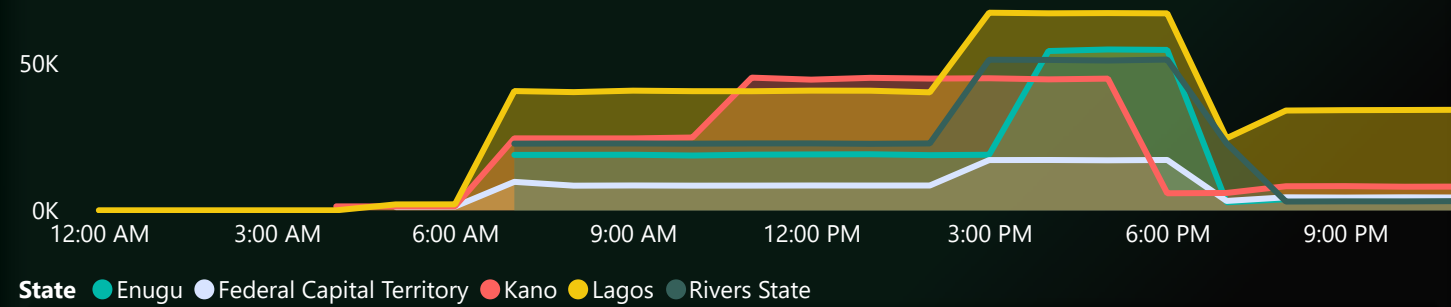 50K
0K
12:00 AM 3:00 AM 6:00 AM 9:00 AM 12:00 PM 3:00 PM 6:00 PM 9:00 PM
State Enugu Federal Capital Territory Kano Lagos Rivers State